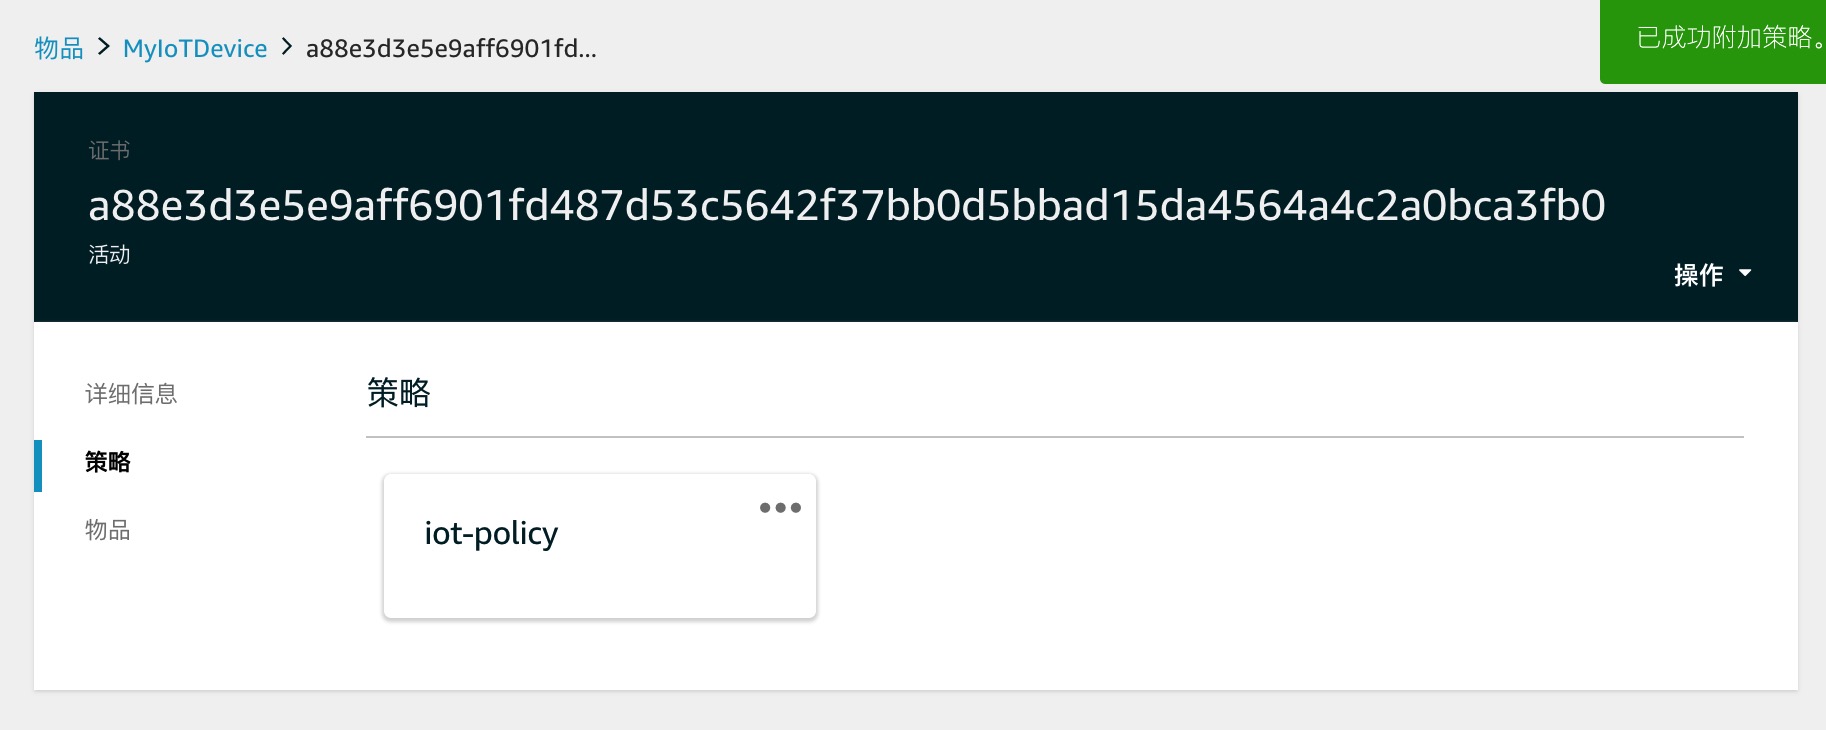 物品 > MyIoTDevice > a88e3d3e5e9aff6901fd...
已成功附加策略。
证书
a88e3d3e5e9aff6901fd487d53c5642f37bb0d5bbad15da4564a4c2a0bca3fb0
活动
操作
详细信息
策略
物品
策略
iot-policy